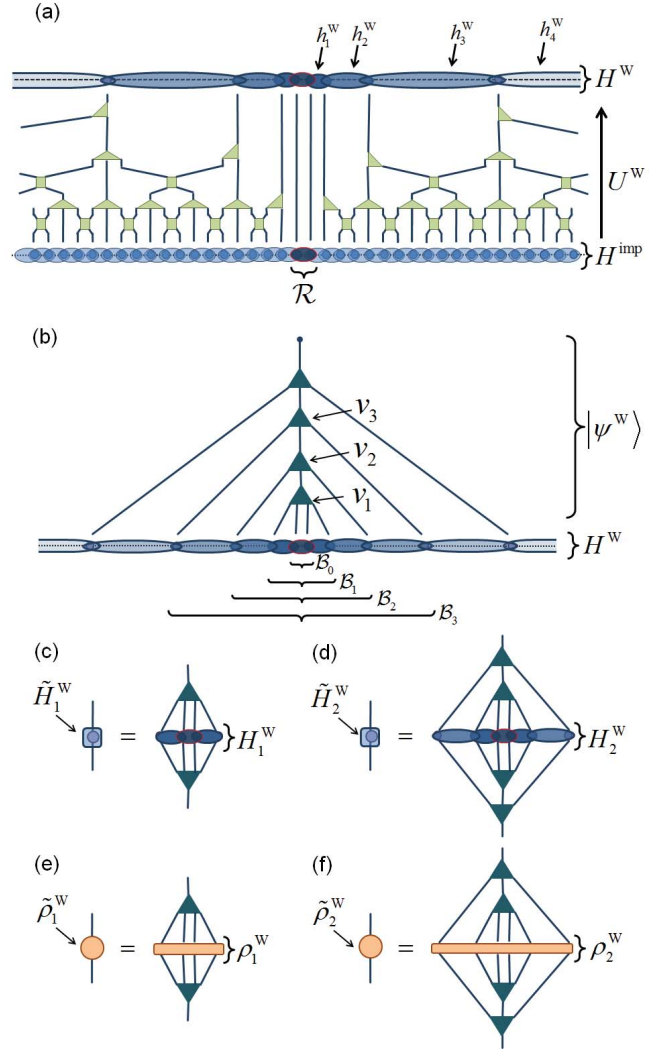 (a)
h₁ᵂ h₂ᵂ h₃ᵂ h₄ᵂ
Hᵂ
Uᵂ
Hⁱᵐᵖ
ℛ
(b)
v₃
|ψᵂ⟩
v₂
v₁
Hᵂ
ℬ₀
ℬ₁
ℬ₂
ℬ₃
(c) (d)
H̃₁ᵂ = H₁ᵂ H̃₂ᵂ = H₂ᵂ
(e) (f)
ρ̃₁ᵂ = ρ₁ᵂ ρ̃₂ᵂ = ρ₂ᵂ